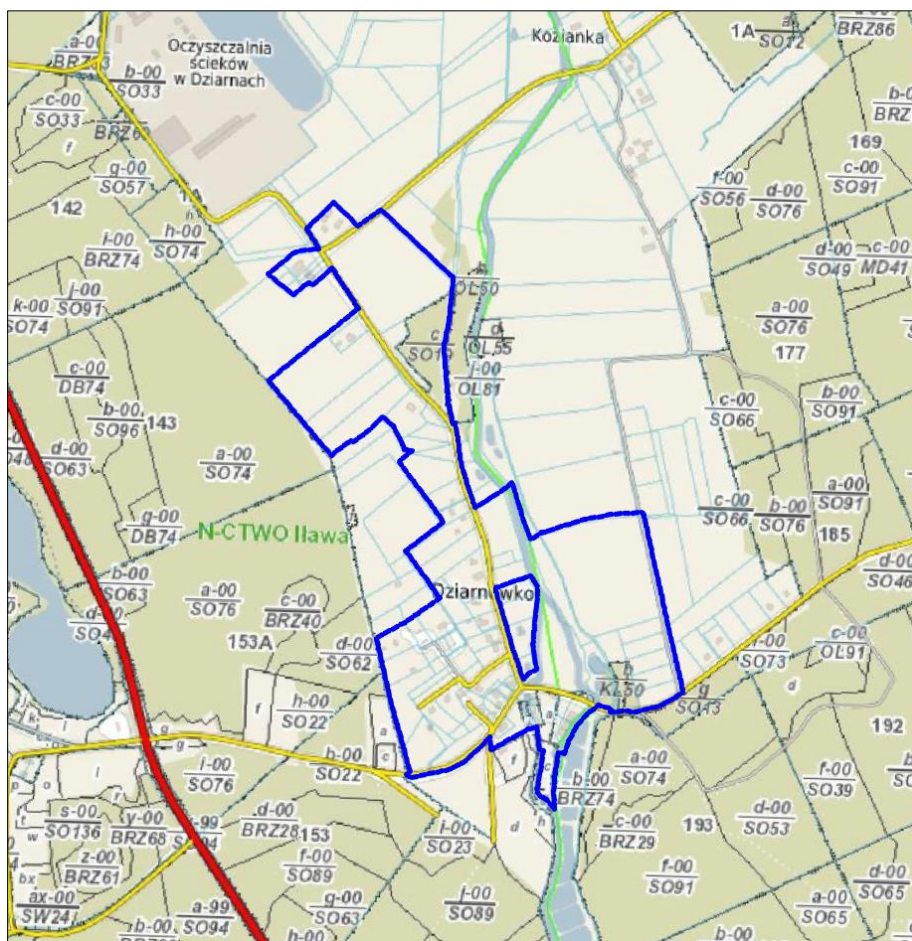 a-00
BRZ86
1A
SO12
Kozianka
Oczyszczalnia
ścieków
w Dziarnach
BRZ63
b-00
SO33
c-00
SO33
f
g-00
SO57
142
h
h-00
SO74
i-00
BRZ74
j-00
SO91
k-00
SO74
169
c-00
SO91
f-00
SO56
d-00
SO76
d-00
SO49
c-00
MD41
OL50
d
OL55
c
i-00
OL81
a-00
SO76
177
c-00
DB74
b-00
SO96
143
d-00
SO63
c-00
SO66
b-00
SO91
a-00
SO74
g-00
DB74
N-CTWO Iława
c-00
SO66
b-00
SO76
a-00
SO91
185
d-00
SO46
b-00
SO63
a-00
SO76
c-00
BRZ40
Dziarnówko
153A
d-00
SO62
SO73
c-00
OL91
d
b
KL50
g
SO13
f
h-00
SO22
a
c
192
b-00
SO22
i-00
SO76
a-00
SO74
b-00
BRZ74
f-00
SO39
s-00
SO136
y-00
BRZ68
d-00
BRZ28
153
i-00
SO23
f
d
h
c-00
BRZ29
193
d-00
SO53
z-00
BRZ61
f-00
SO89
f-00
SO91
d-00
SO65
ax-00
SW24
a-99
SO94
g-00
SO63
j-00
SO89
a-00
SO65
b-00
h-00
b-00